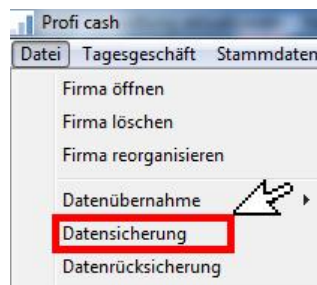 Profi cash
Datei Tagesgeschäft Stammdaten
Firma öffnen
Firma löschen
Firma reorganisieren
Datenübernahme
Datensicherung
Datenrücksicherung